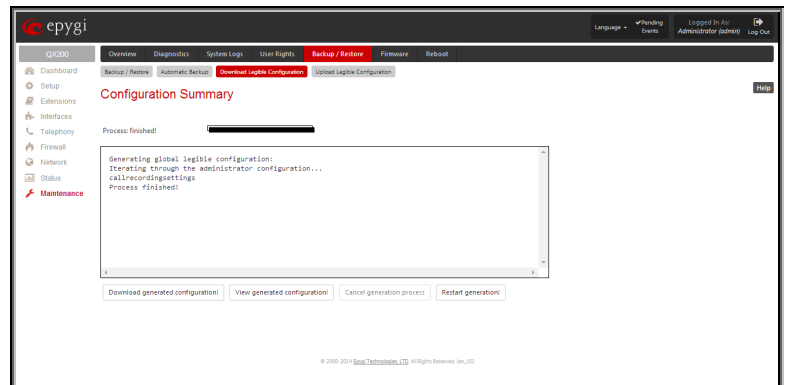 epygi
Language
Pending Events
Logged In As:
Administrator (admin)
Log Out
QX200
Overview Diagnostics System Logs User Rights Backup / Restore Firmware Reboot
Dashboard
Setup
Extensions
Interfaces
Telephony
Firewall
Network
Status
Maintenance
Backup / Restore Automatic Backup Download Legible Configuration Upload Legible Configuration
Help
Configuration Summary
Process: finished!
Generating global legible configuration:
Iterating through the administrator configuration...
callrecordingsettings
Process finished!
Download generated configuration! View generated configuration! Cancel generation process Restart generation!
© 2000-2014 Epygi Technologies, LTD. All Rights Reserved. (en_US)